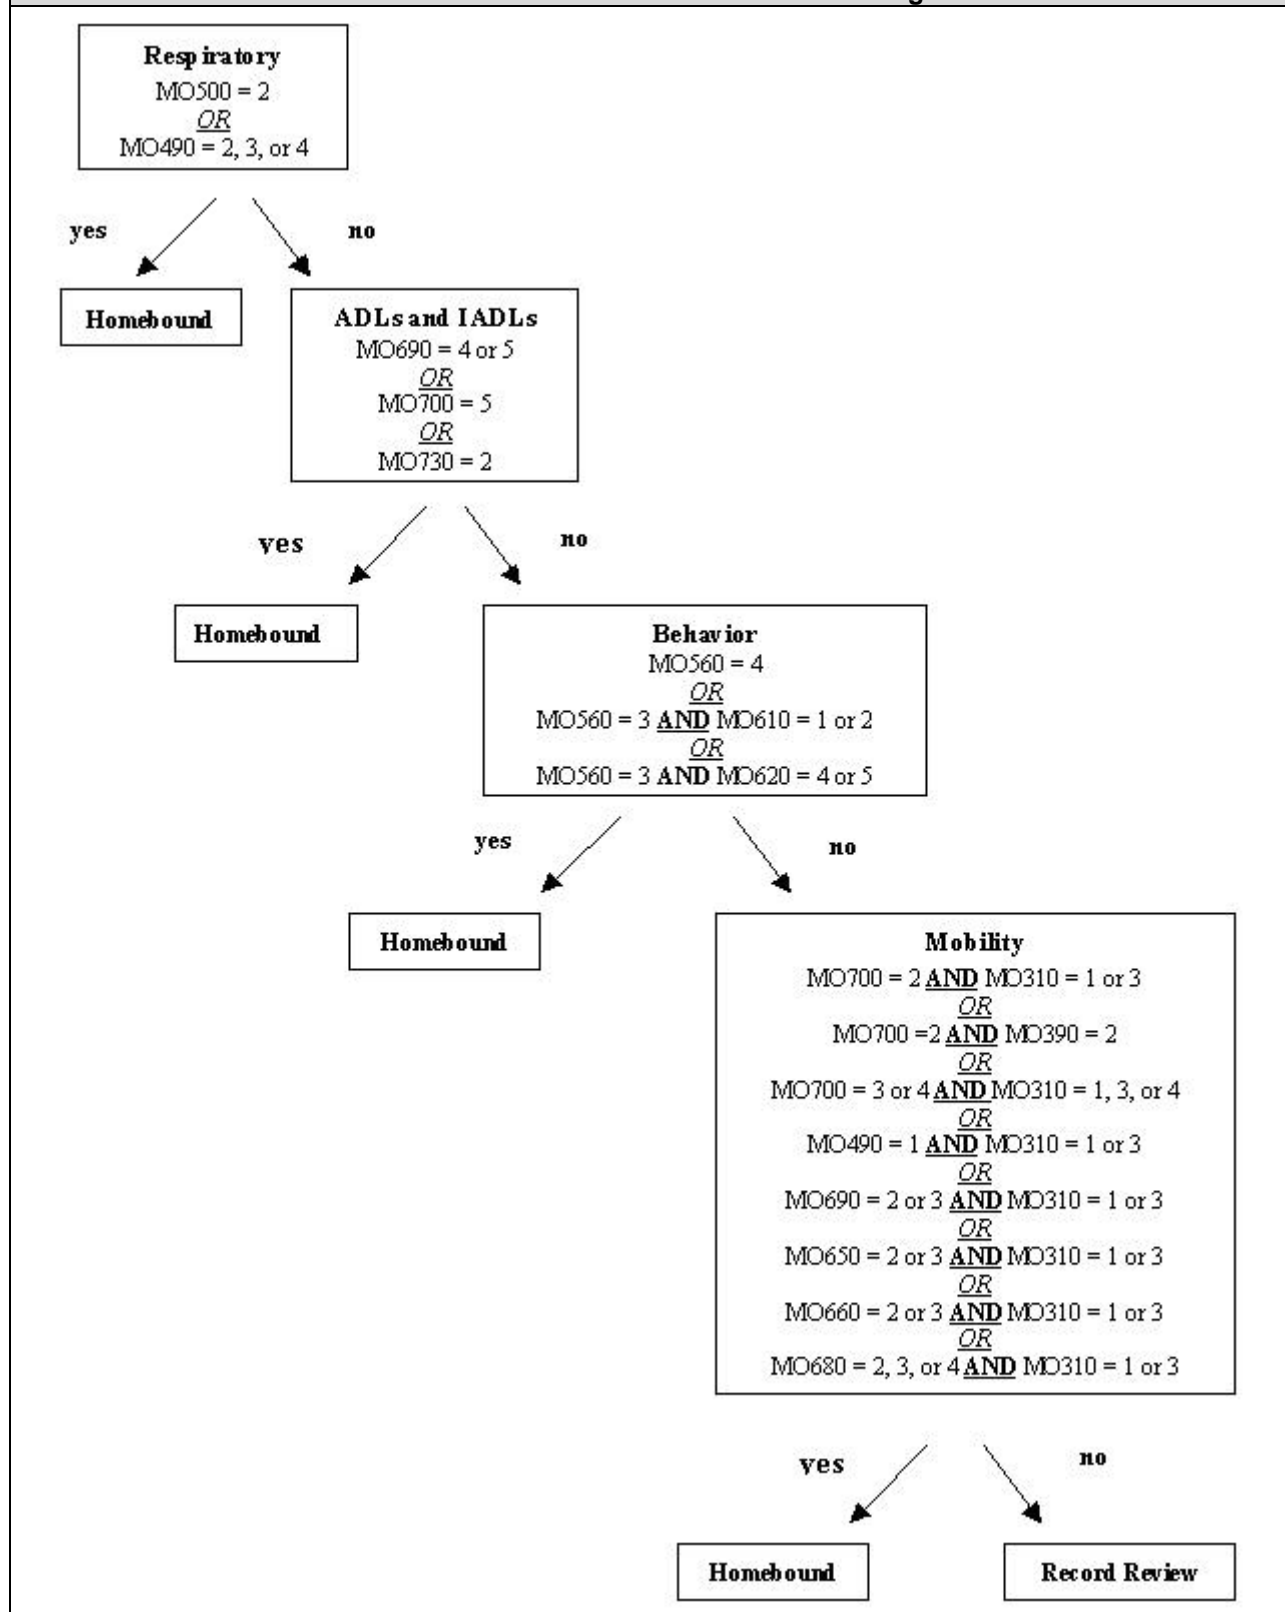 Respiratory
MO500 = 2
OR
MO490 = 2, 3, or 4
yes
no
Homebound
ADLs and IADLs
MO690 = 4 or 5
OR
MO700 = 5
OR
MO730 = 2
yes
no
Homebound
Behavior
MO560 = 4
OR
MO560 = 3 AND MO610 = 1 or 2
OR
MO560 = 3 AND MO620 = 4 or 5
yes
no
Homebound
Mobility
MO700 = 2 AND MO310 = 1 or 3
OR
MO700 =2 AND MO390 = 2
OR
MO700 = 3 or 4 AND MO310 = 1, 3, or 4
OR
MO490 = 1 AND MO310 = 1 or 3
OR
MO690 = 2 or 3 AND MO310 = 1 or 3
OR
MO650 = 2 or 3 AND MO310 = 1 or 3
OR
MO660 = 2 or 3 AND MO310 = 1 or 3
OR
MO680 = 2, 3, or 4 AND MO310 = 1 or 3
yes
no
Homebound
Record Review